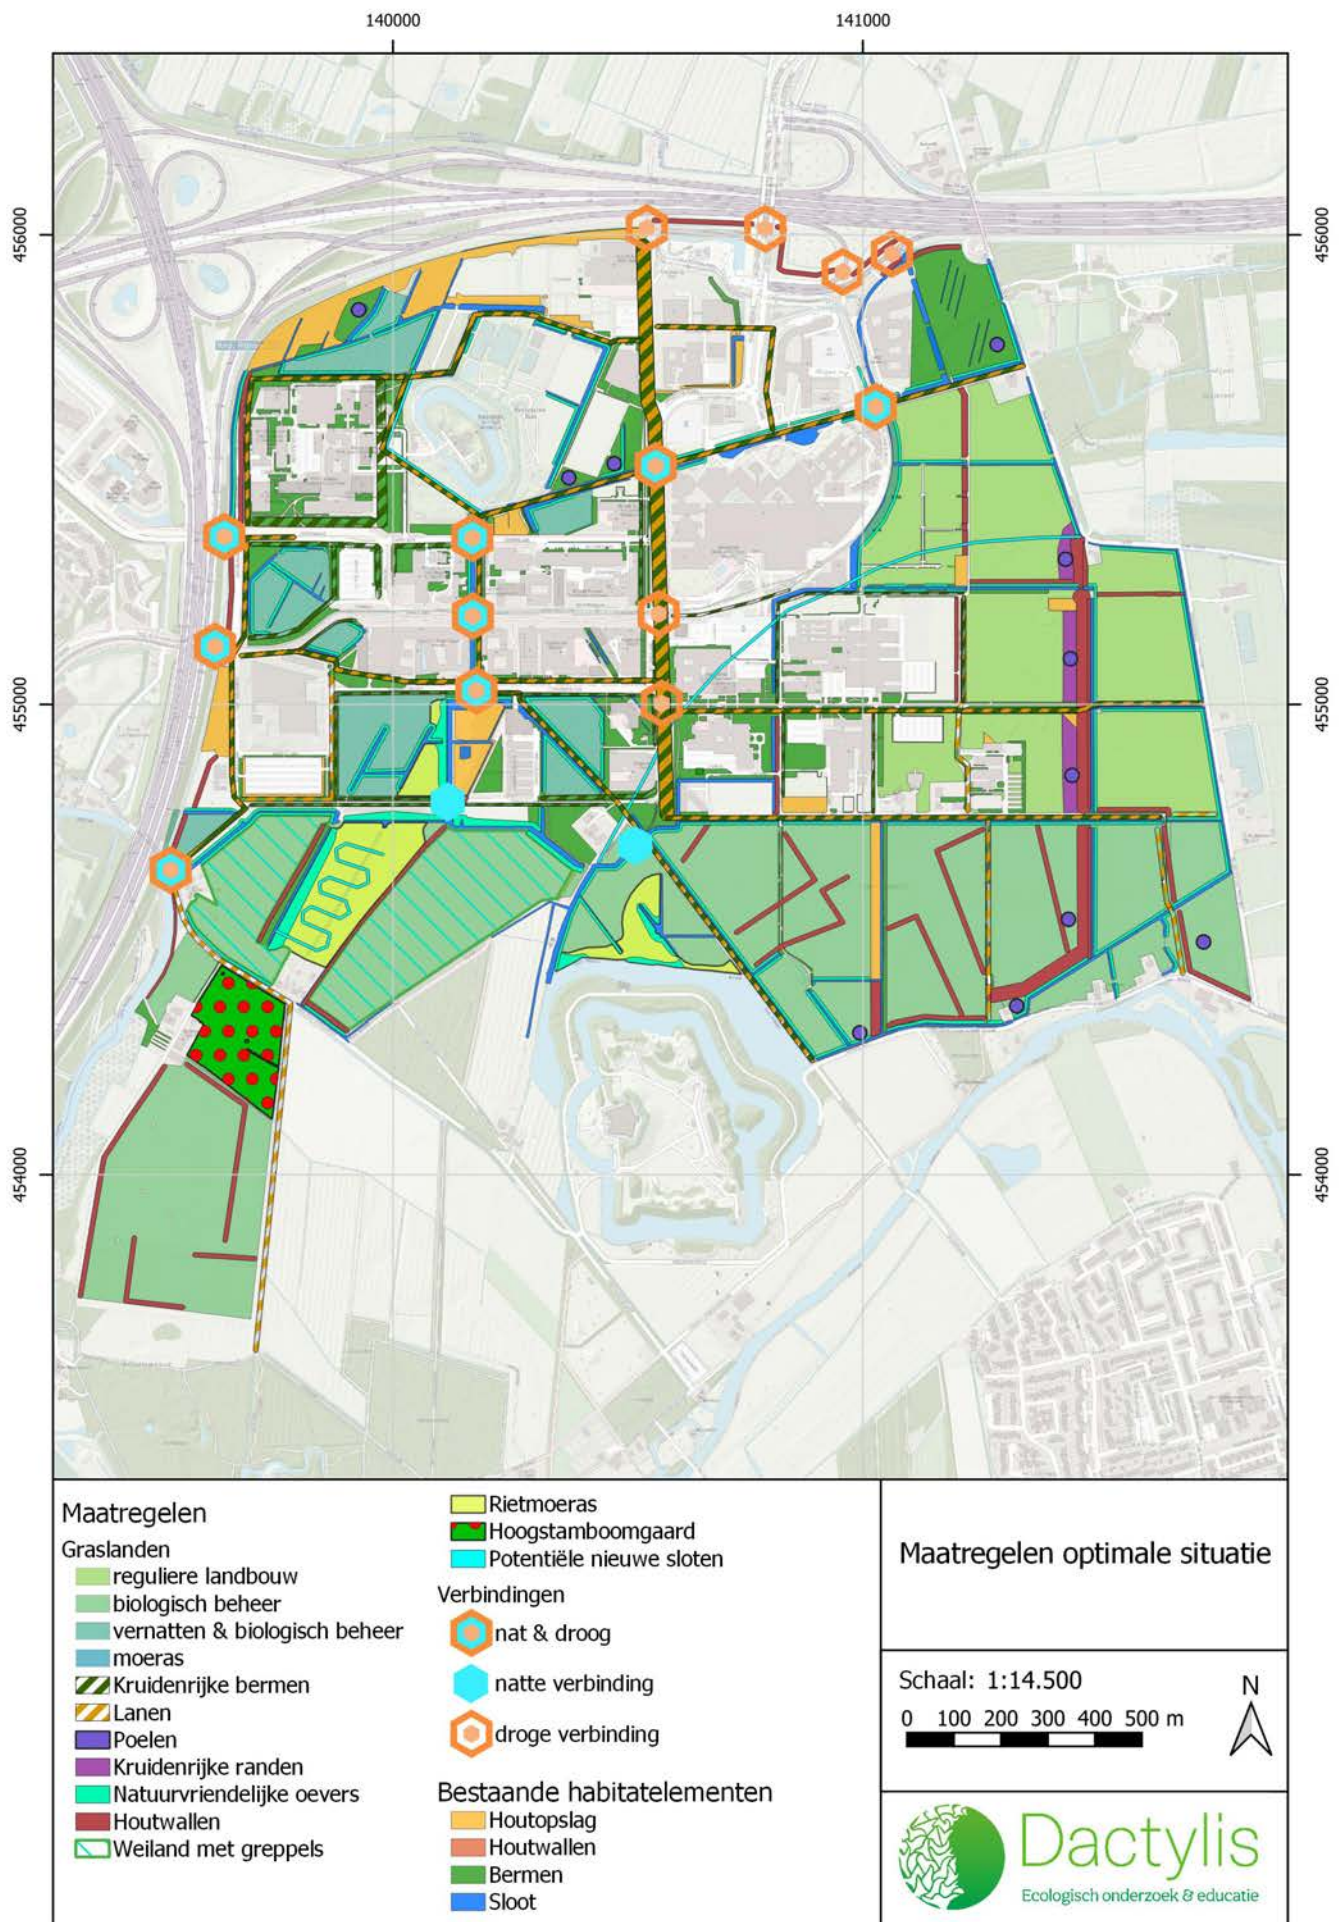 140000
141000
456000
456000
455000
455000
454000
454000
Maatregelen
Graslanden
reguliere landbouw
biologisch beheer
vernatten & biologisch beheer
moeras
Kruidenrijke bermen
Lanen
Poelen
Kruidenrijke randen
Natuurvriendelijke oevers
Houtwallen
Weiland met greppels
Rietmoeras
Hoogstamboomgaard
Potentiële nieuwe sloten
Verbindingen
nat & droog
natte verbinding
droge verbinding
Bestaande habitatelementen
Houtopslag
Houtwallen
Bermen
Sloot
Maatregelen optimale situatie
Schaal: 1:14.500
0 100 200 300 400 500 m
N
Dactylis
Ecologisch onderzoek & educatie